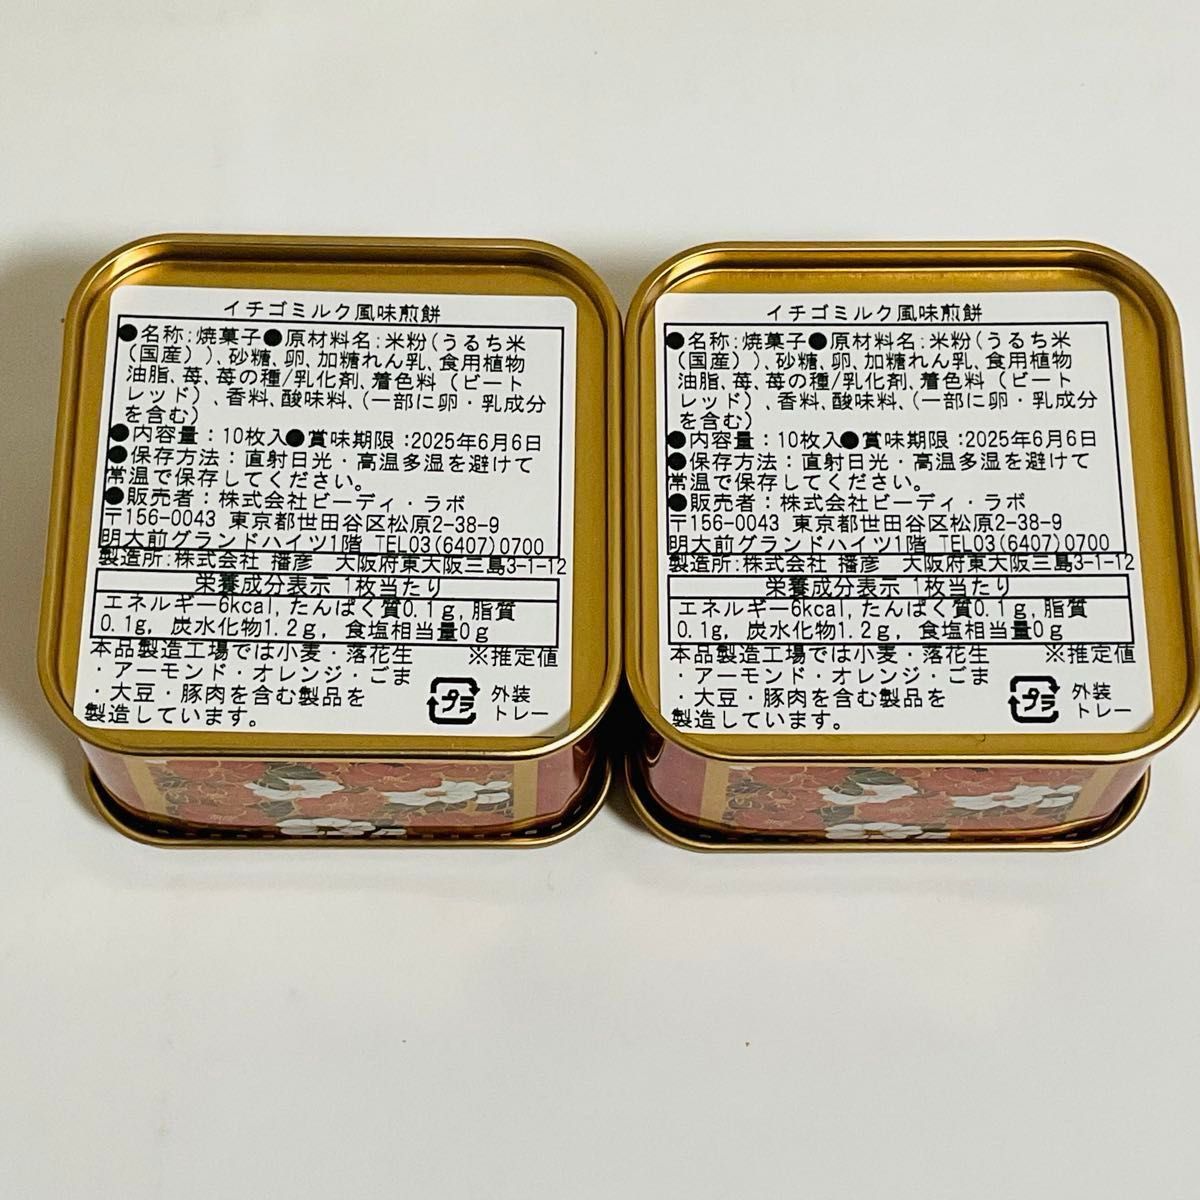 イチゴミルク風味煎餅
●名称:焼菓子●原材料名:米粉(うるち米
(国産))、砂糖、卵、加糖れん乳、食用植物
油脂、苺、苺の種/乳化剤、着色料(ビート
レッド)、香料、酸味料、(一部に卵・乳成分
を含む)
●内容量:10枚入●賞味期限:2025年6月6日
●保存方法:直射日光・高温多湿を避けて
常温で保存してください。
●販売者:株式会社ビーディ・ラボ
〒156-0043 東京都世田谷区松原2-38-9
明大前グランドハイツ1階 TEL03(6407)0700
製造所:株式会社 播彦 大阪府東大阪三島3-1-12
栄養成分表示 1枚当たり
エネルギー6kcal,たんぱく質0.1g,脂質
0.1g, 炭水化物1.2g, 食塩相当量0g
本品製造工場では小麦・落花生 ※推定値
・アーモンド・オレンジ・ごま
・大豆・豚肉を含む製品を
製造しています。
プラ
外装
トレー
イチゴミルク風味煎餅
●名称:焼菓子●原材料名:米粉(うるち米
(国産))、砂糖、卵、加糖れん乳、食用植物
油脂、苺、苺の種/乳化剤、着色料(ビート
レッド)、香料、酸味料、(一部に卵・乳成分
を含む)
●内容量:10枚入●賞味期限:2025年6月6日
●保存方法:直射日光・高温多湿を避けて
常温で保存してください。
●販売者:株式会社ビーディ・ラボ
〒156-0043 東京都世田谷区松原2-38-9
明大前グランドハイツ1階 TEL03(6407)0700
製造所:株式会社 播彦 大阪府東大阪三島3-1-12
栄養成分表示 1枚当たり
エネルギー6kcal,たんぱく質0.1g,脂質
0.1g, 炭水化物1.2g, 食塩相当量0g
本品製造工場では小麦・落花生 ※推定値
・アーモンド・オレンジ・ごま
・大豆・豚肉を含む製品を
製造しています。
プラ
外装
トレー